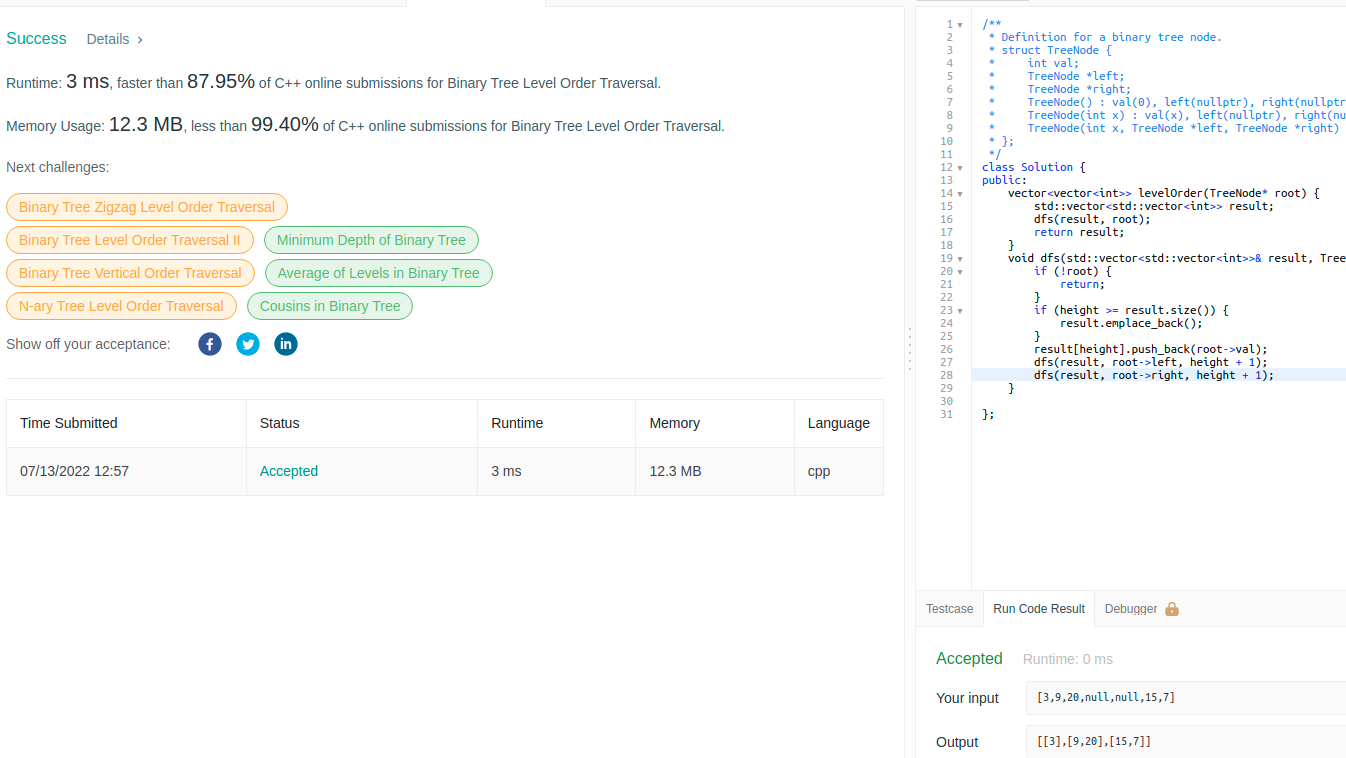 Success Details >
Runtime: 3 ms, faster than 87.95% of C++ online submissions for Binary Tree Level Order Traversal.
Memory Usage: 12.3 MB, less than 99.40% of C++ online submissions for Binary Tree Level Order Traversal.
Next challenges:
Binary Tree Zigzag Level Order Traversal
Binary Tree Level Order Traversal II Minimum Depth of Binary Tree
Binary Tree Vertical Order Traversal Average of Levels in Binary Tree
N-ary Tree Level Order Traversal Cousins in Binary Tree
Show off your acceptance:
Time Submitted Status Runtime Memory Language
07/13/2022 12:57 Accepted 3 ms 12.3 MB cpp
1 /**
2  * Definition for a binary tree node.
3  * struct TreeNode {
4  *     int val;
5  *     TreeNode *left;
6  *     TreeNode *right;
7  *     TreeNode() : val(0), left(nullptr), right(nullptr
8  *     TreeNode(int x) : val(x), left(nullptr), right(nu
9  *     TreeNode(int x, TreeNode *left, TreeNode *right)
10  * };
11  */
12 class Solution {
13 public:
14     vector<vector<int>> levelOrder(TreeNode* root) {
15         std::vector<std::vector<int>> result;
16         dfs(result, root);
17         return result;
18     }
19     void dfs(std::vector<std::vector<int>>& result, Tree
20         if (!root) {
21             return;
22         }
23         if (height >= result.size()) {
24             result.emplace_back();
25         }
26         result[height].push_back(root->val);
27         dfs(result, root->left, height + 1);
28         dfs(result, root->right, height + 1);
29     }
30
31 };
Testcase Run Code Result Debugger
Accepted Runtime: 0 ms
Your input [3,9,20,null,null,15,7]
Output [[3],[9,20],[15,7]]